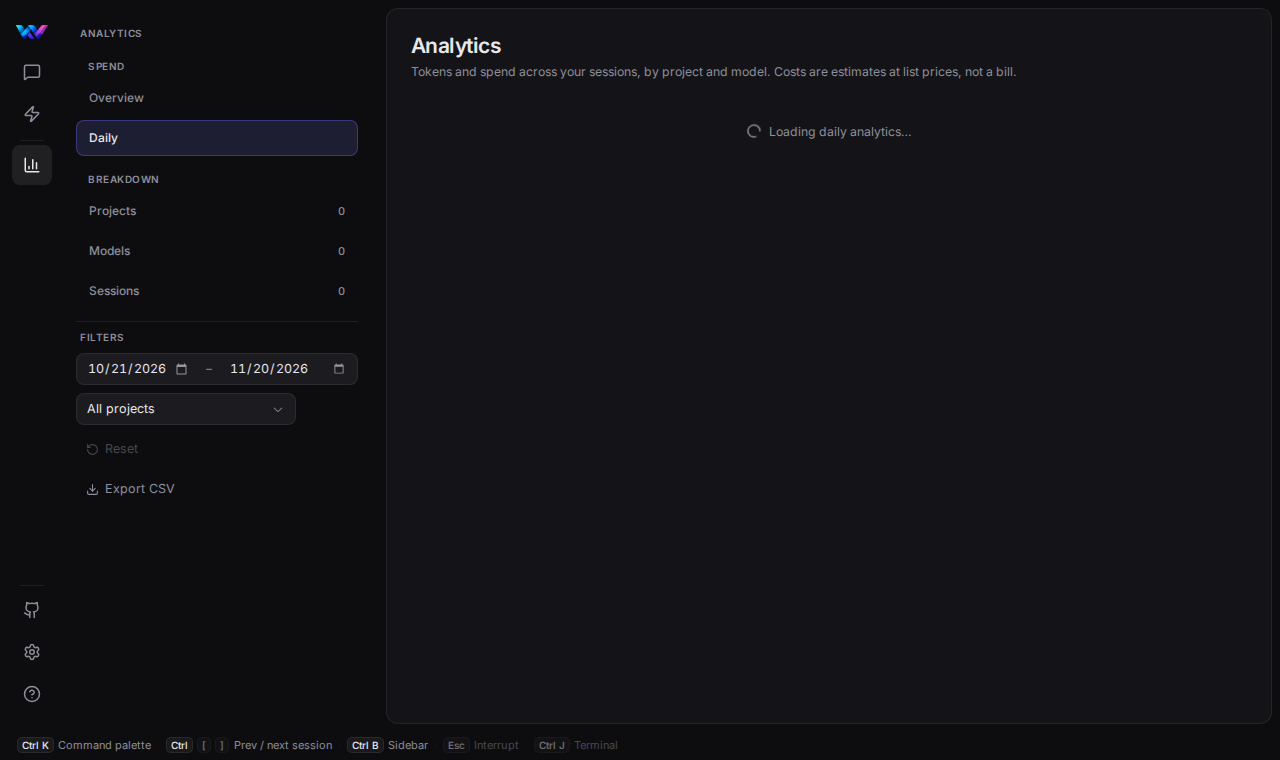 ANALYTICS
SPEND
Overview
Daily
BREAKDOWN
Projects 0
Models 0
Sessions 0
FILTERS
10/21/2026 – 11/20/2026
All projects
Reset
Export CSV
Analytics
Tokens and spend across your sessions, by project and model. Costs are estimates at list prices, not a bill.
Loading daily analytics...
Ctrl K Command palette Ctrl [ ] Prev / next session Ctrl B Sidebar Esc Interrupt Ctrl J Terminal